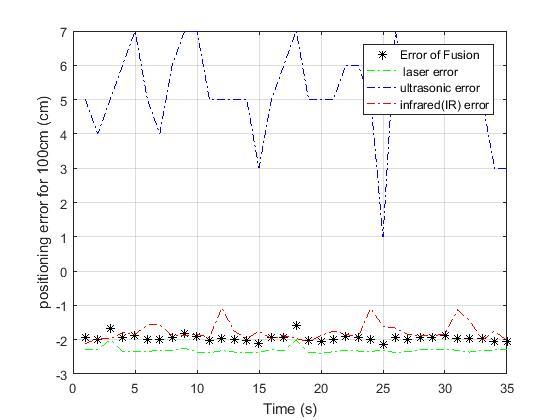 7
6
5
4
3
2
1
0
-1
-2
-3
positioning error for 100cm (cm)
Error of Fusion
laser error
ultrasonic error
infrared(IR) error
0 5 10 15 20 25 30 35
Time (s)